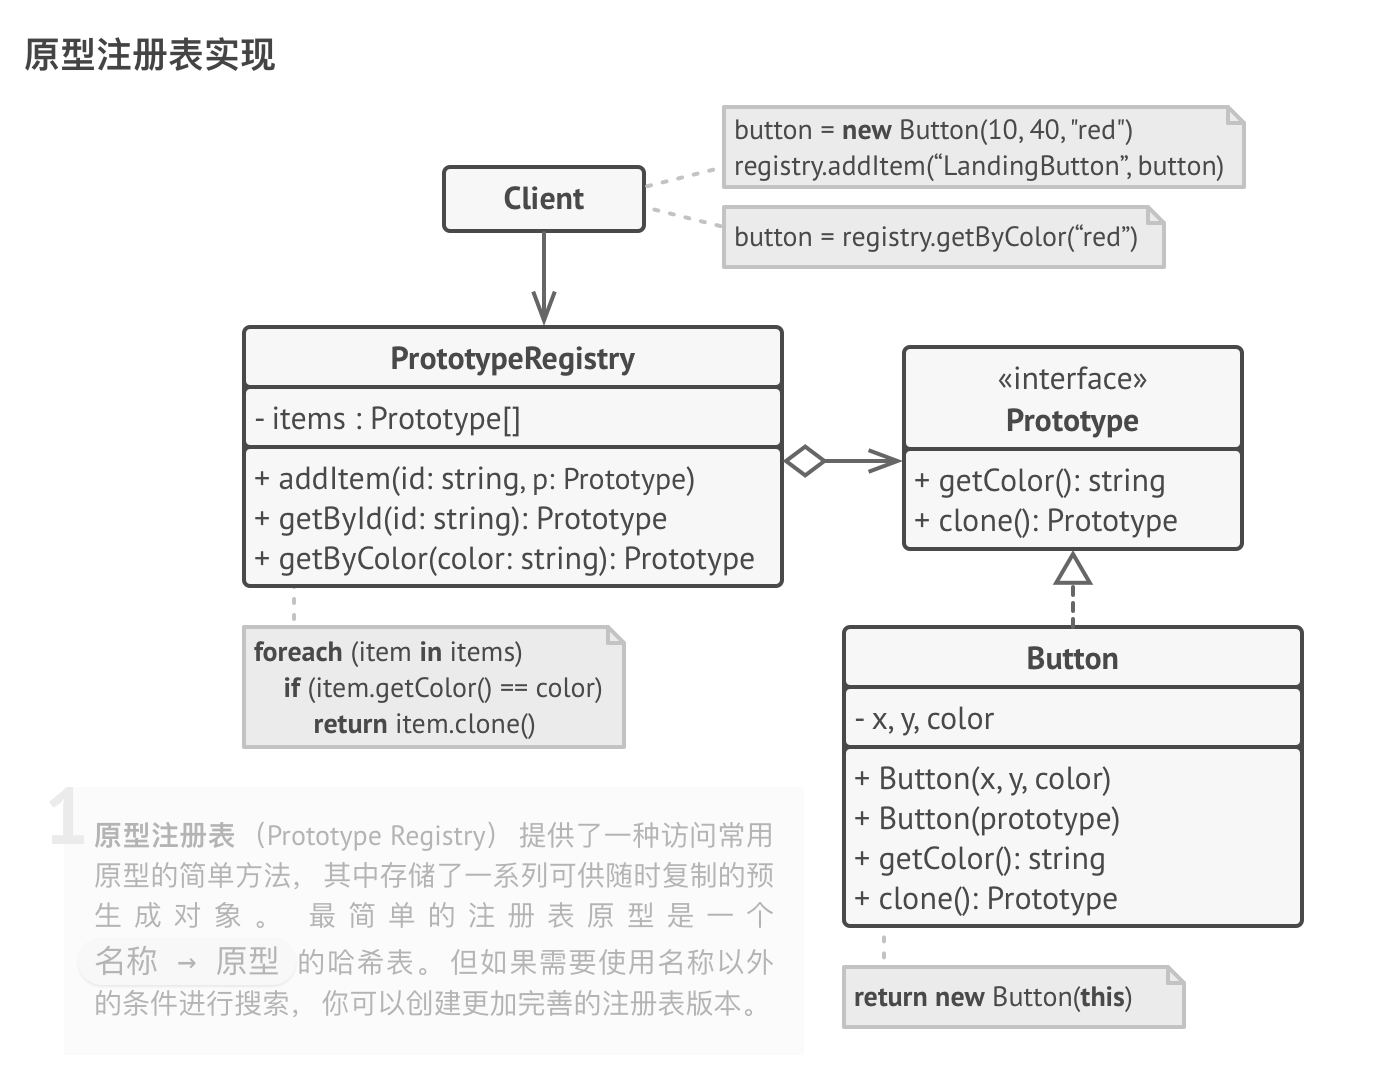 原型注册表实现
button = new Button(10, 40, "red")
registry.addItem(“LandingButton”, button)
Client
button = registry.getByColor(“red”)
PrototypeRegistry
- items : Prototype[]
+ addItem(id: string, p: Prototype)
+ getById(id: string): Prototype
+ getByColor(color: string): Prototype
«interface»
Prototype
+ getColor(): string
+ clone(): Prototype
foreach (item in items)
if (item.getColor() == color)
return item.clone()
Button
- x, y, color
+ Button(x, y, color)
+ Button(prototype)
+ getColor(): string
+ clone(): Prototype
return new Button(this)
1
原型注册表 （Prototype Registry） 提供了一种访问常用
原型的简单方法， 其中存储了一系列可供随时复制的预
生成对象。 最简单的注册表原型是一个
名称 → 原型 的哈希表。 但如果需要使用名称以外
的条件进行搜索， 你可以创建更加完善的注册表版本。